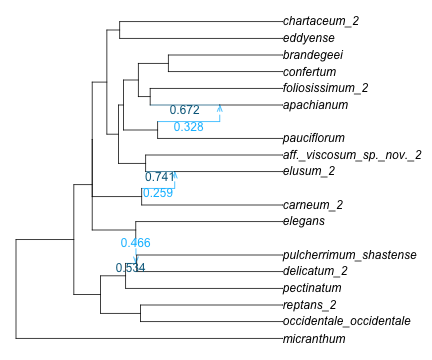 chartaceum_2
eddyense
brandegeei
confertum
foliosissimum_2
apachianum
0.672
0.328
pauciflorum
aff._viscosum_sp._nov._2
elusum_2
0.741
0.259
carneum_2
elegans
0.466
pulcherrimum_shastense
0.534
delicatum_2
pectinatum
reptans_2
occidentale_occidentale
micranthum